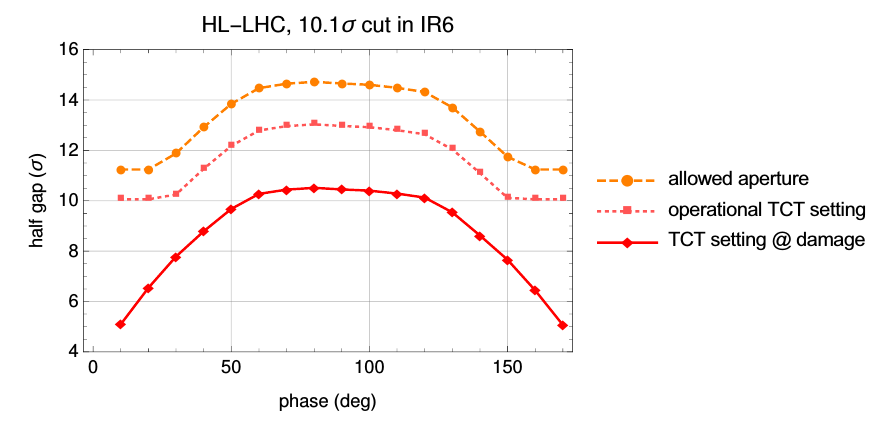 HL−LHC, 10.1σ cut in IR6
half gap (σ)
16
14
12
10
8
6
4
0
50
100
150
phase (deg)
allowed aperture
operational TCT setting
TCT setting @ damage